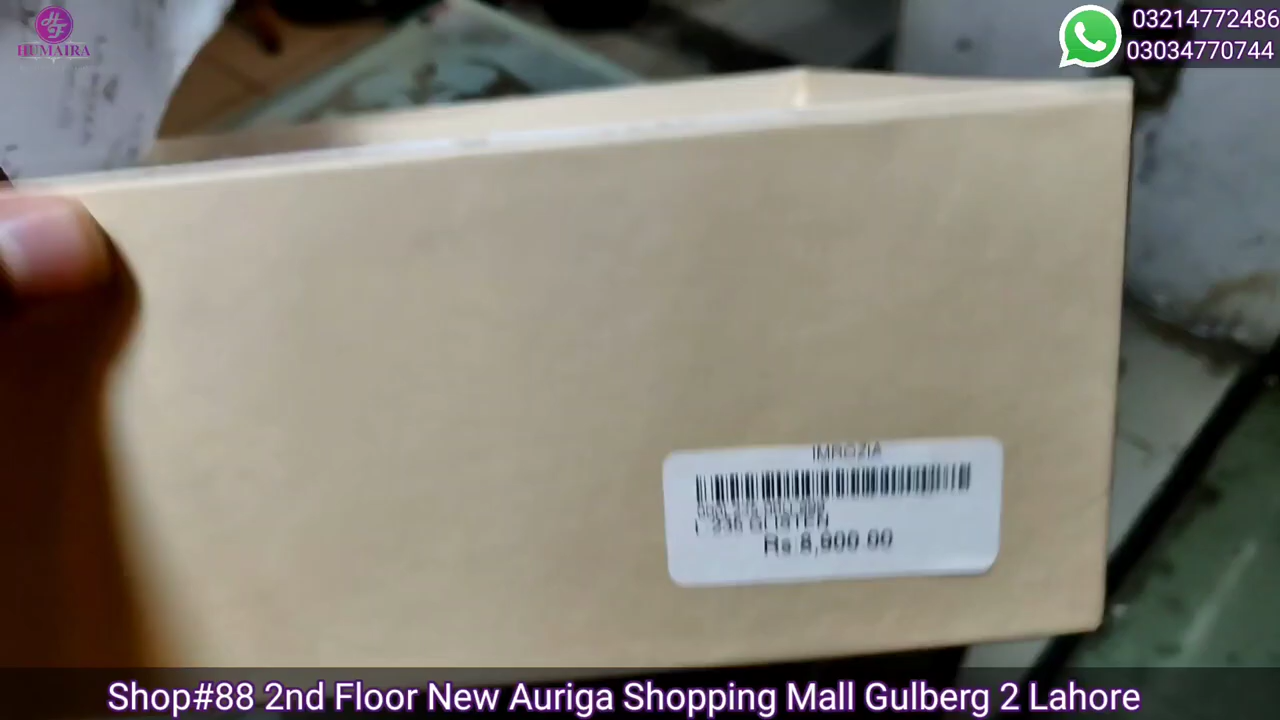 HUMAIRA
03214772486
03034770744
IMROZIA
GLISTEN
Rs 8,900.00
Shop#88 2nd Floor New Auriga Shopping Mall Gulberg 2 Lahore